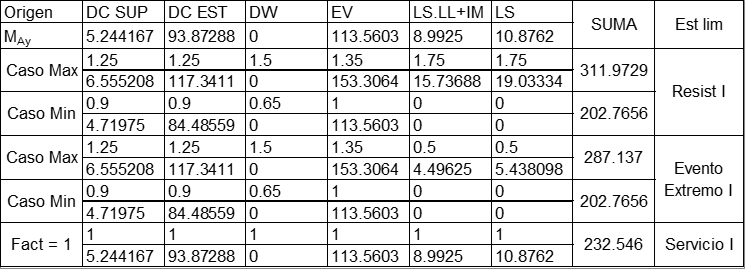 Origen DC SUP DC EST DW EV LS.LL+IM LS SUMA Est lim
MAy 5.244167 93.87288 0 113.5603 8.9925 10.8762
Caso Max 1.25 1.25 1.5 1.35 1.75 1.75 311.9729 Resist I
6.555208 117.3411 0 153.3064 15.73688 19.03334
Caso Min 0.9 0.9 0.65 1 0 0 202.7656
4.71975 84.48559 0 113.5603 0 0
Caso Max 1.25 1.25 1.5 1.35 0.5 0.5 287.137 Evento Extremo I
6.555208 117.3411 0 153.3064 4.49625 5.438098
Caso Min 0.9 0.9 0.65 1 0 0 202.7656
4.71975 84.48559 0 113.5603 0 0
Fact = 1 1 1 1 1 1 1 232.546 Servicio I
5.244167 93.87288 0 113.5603 8.9925 10.8762